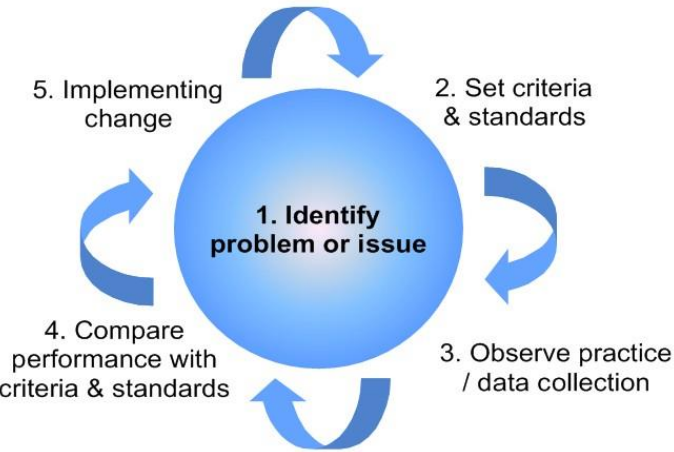 1. Identify
problem or issue
2. Set criteria
& standards
3. Observe practice
/ data collection
4. Compare
performance with
criteria & standards
5. Implementing
change